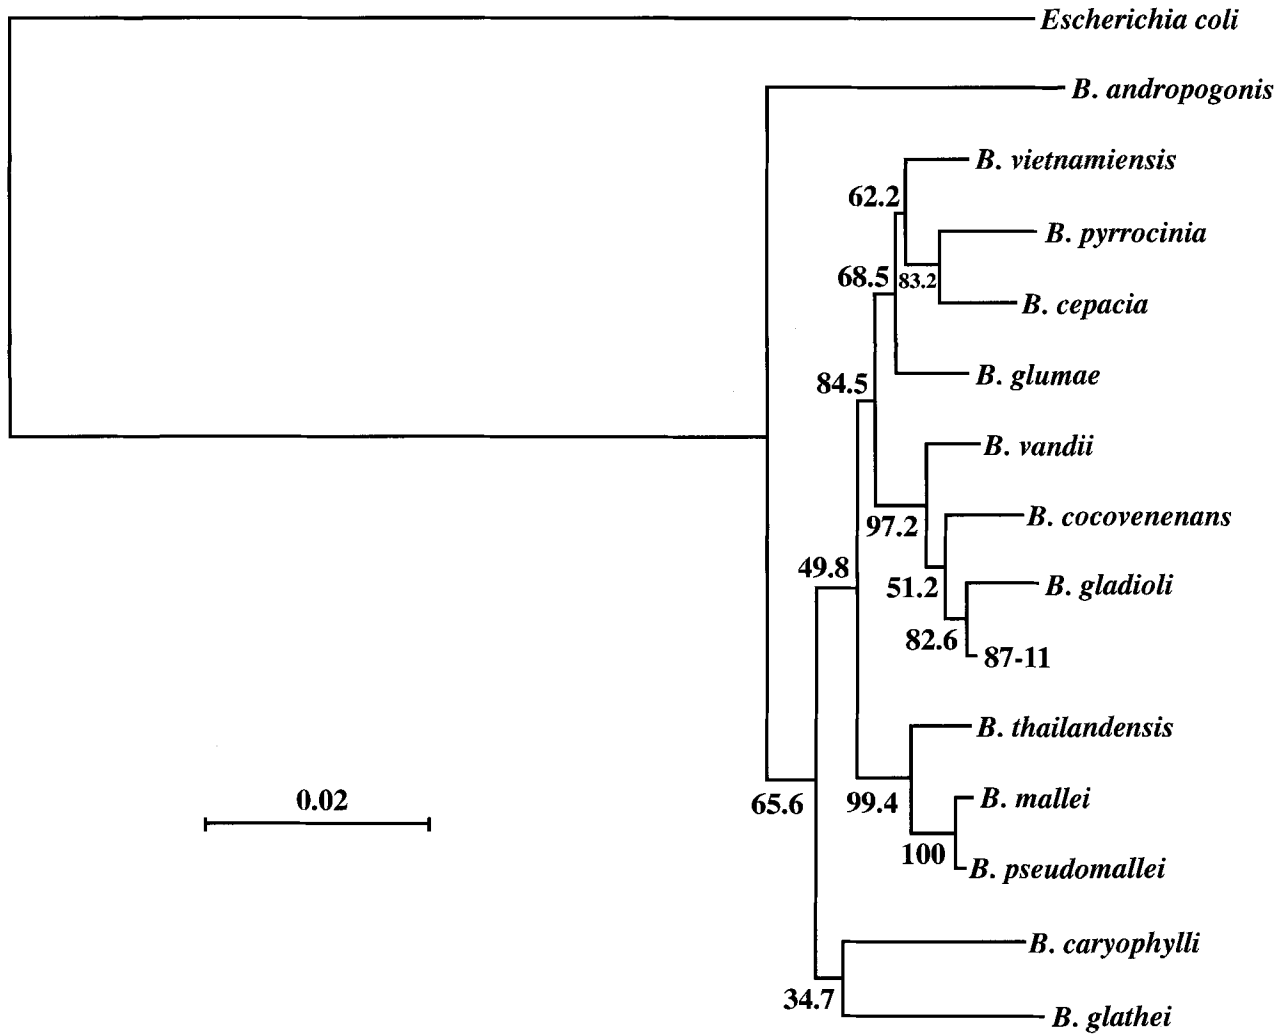 Escherichia coli
B. andropogonis
B. vietnamiensis
62.2
B. pyrrocinia
68.5
83.2
B. cepacia
B. glumae
84.5
B. vandii
B. cocovenenans
97.2
49.8
B. gladioli
51.2
82.6
87-11
B. thailandensis
0.02
B. mallei
65.6
99.4
100
B. pseudomallei
B. caryophylli
34.7
B. glathei